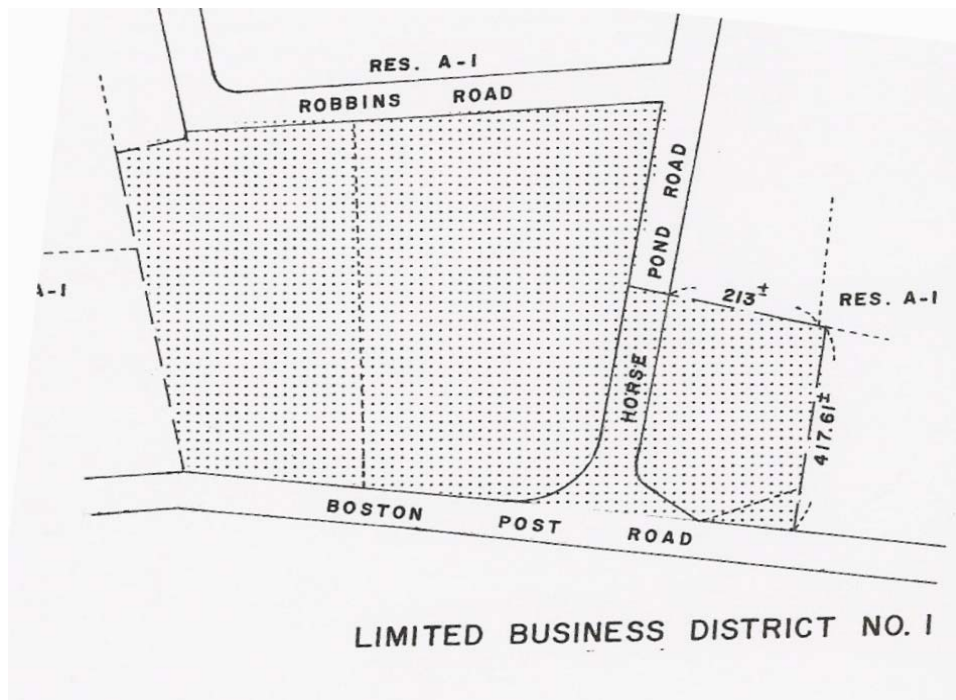 RES. A-1
ROBBINS ROAD
HORSE POND ROAD
A-1
213±
RES. A-1
417.61±
BOSTON POST ROAD
LIMITED BUSINESS DISTRICT NO. 1